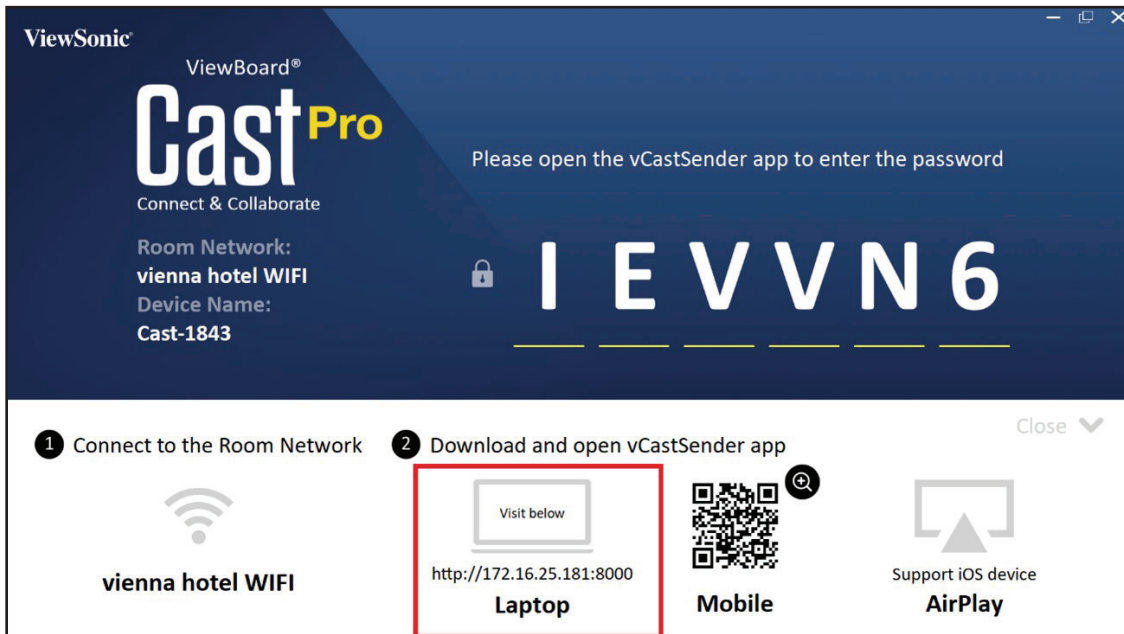 ViewSonic®
ViewBoard®
Cast Pro
Connect & Collaborate
Room Network:
vienna hotel WIFI
Device Name:
Cast-1843
Please open the vCastSender app to enter the password
I E V V N 6
Close
1 Connect to the Room Network
vienna hotel WIFI
2 Download and open vCastSender app
Visit below
http://172.16.25.181:8000
Laptop
Mobile
Support iOS device
AirPlay